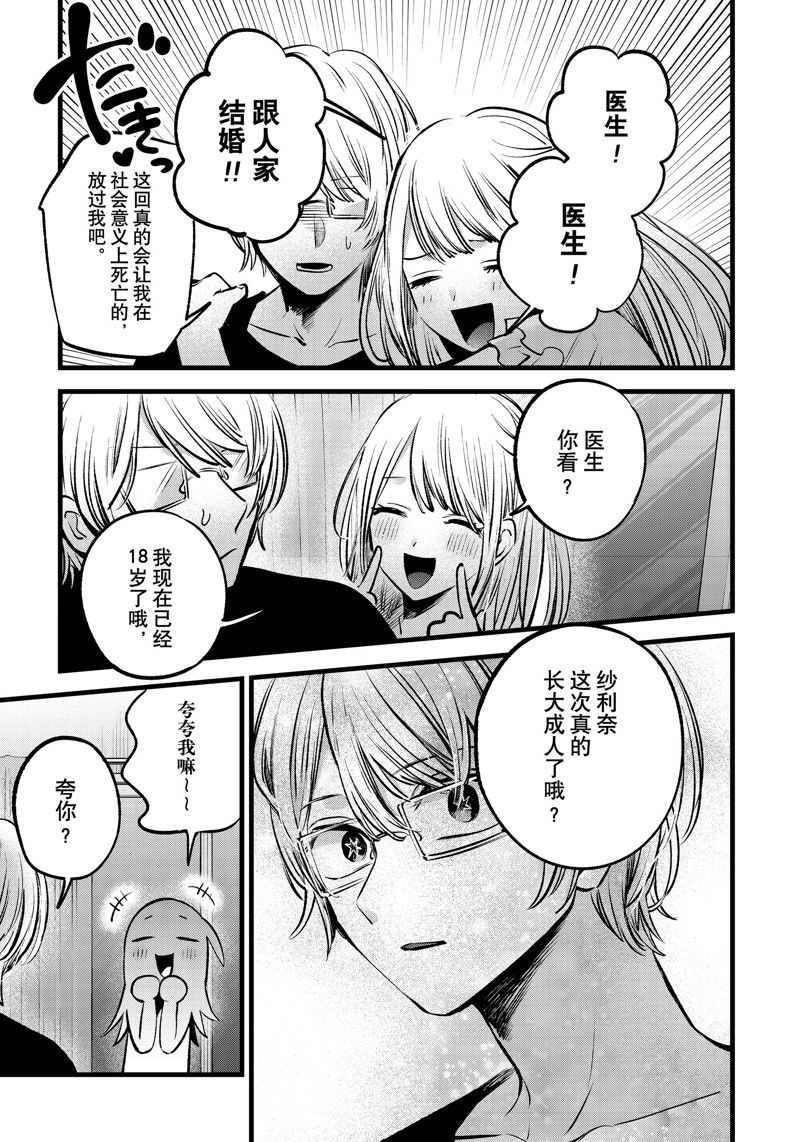 医生！
医生！
跟人家
结婚!!
だきっ♥
这回真的会让我在
社会意义上死亡的，
放过我吧。
医生
你看？
我现在已经
18岁了哦，
纱利奈
这次真的
长大成人了哦？
夸夸我嘛～～
夸你？